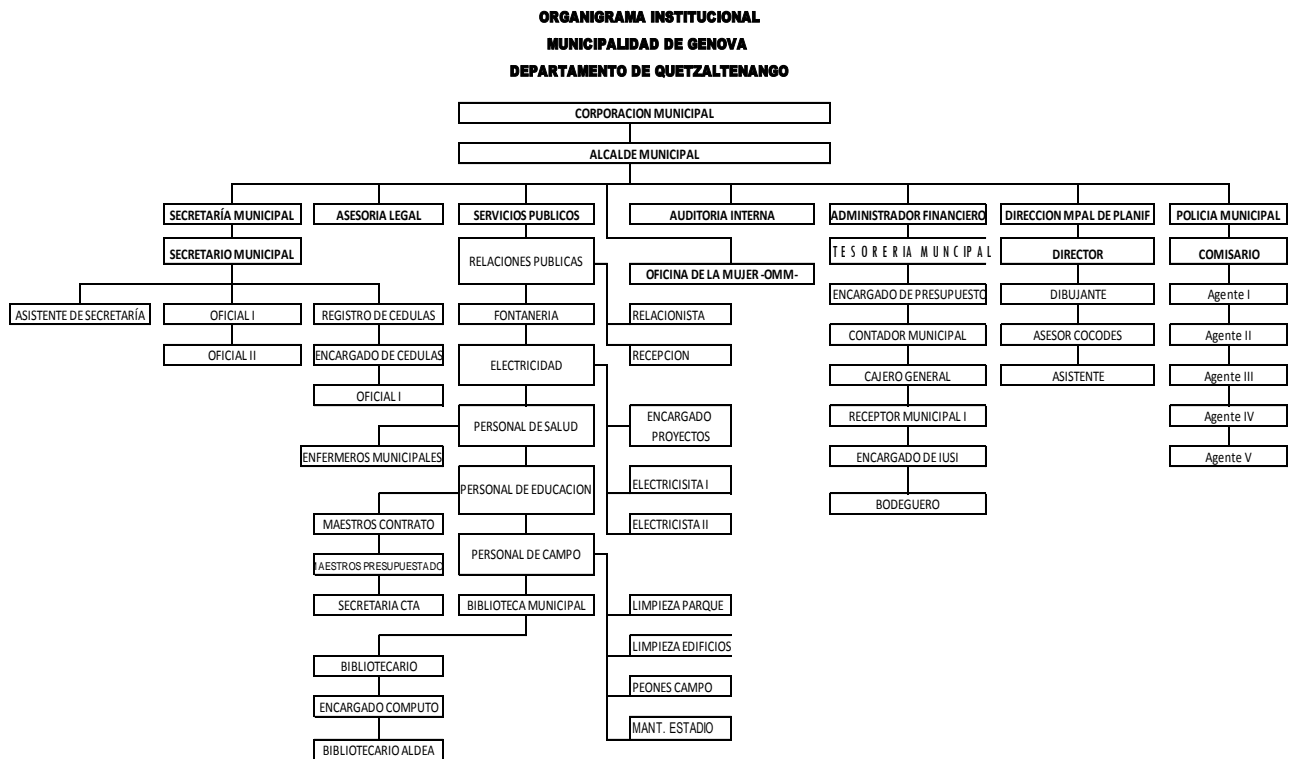 ORGANIGRAMA INSTITUCIONAL
MUNICIPALIDAD DE GENOVA
DEPARTAMENTO DE QUETZALTENANGO
CORPORACION MUNICIPAL
ALCALDE MUNICIPAL
SECRETARÍA MUNICIPAL
ASESORIA LEGAL
SERVICIOS PUBLICOS
AUDITORIA INTERNA
ADMINISTRADOR FINANCIERO
DIRECCION MPAL DE PLANIF
POLICIA MUNICIPAL
SECRETARIO MUNICIPAL
RELACIONES PUBLICAS
OFICINA DE LA MUJER -OMM-
TESORERIA MUNCIPAL
DIRECTOR
COMISARIO
ASISTENTE DE SECRETARÍA
OFICIAL I
REGISTRO DE CEDULAS
FONTANERIA
RELACIONISTA
ENCARGADO DE PRESUPUESTO
DIBUJANTE
Agente I
OFICIAL II
ENCARGADO DE CEDULAS
ELECTRICIDAD
RECEPCION
CONTADOR MUNICIPAL
ASESOR COCODES
Agente II
OFICIAL I
CAJERO GENERAL
ASISTENTE
Agente III
PERSONAL DE SALUD
ENCARGADO
PROYECTOS
RECEPTOR MUNICIPAL I
Agente IV
ENFERMEROS MUNICIPALES
ENCARGADO DE IUSI
Agente V
PERSONAL DE EDUCACION
ELECTRICISITA I
BODEGUERO
MAESTROS CONTRATO
ELECTRICISTA II
PERSONAL DE CAMPO
IAESTROS PRESUPUESTADO
SECRETARIA CTA
BIBLIOTECA MUNICIPAL
LIMPIEZA PARQUE
LIMPIEZA EDIFICIOS
BIBLIOTECARIO
PEONES CAMPO
ENCARGADO COMPUTO
MANT. ESTADIO
BIBLIOTECARIO ALDEA